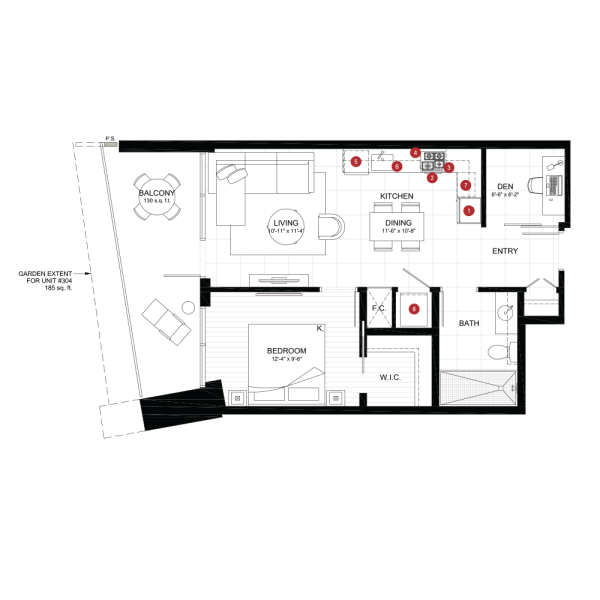 P.S.
BALCONY
130 s.q. f.t.
GARDEN EXTENT
FOR UNIT #304
185 sq. ft.
LIVING
10'-11" x 11'-4"
KITCHEN
DINING
11'-6" x 10'-8"
DEN
6'-6" x 6'-2"
ENTRY
1
2
3
4
5
6
7
8
F.C.
BATH
K.
BEDROOM
12'-4" x 9'-6"
W.I.C.